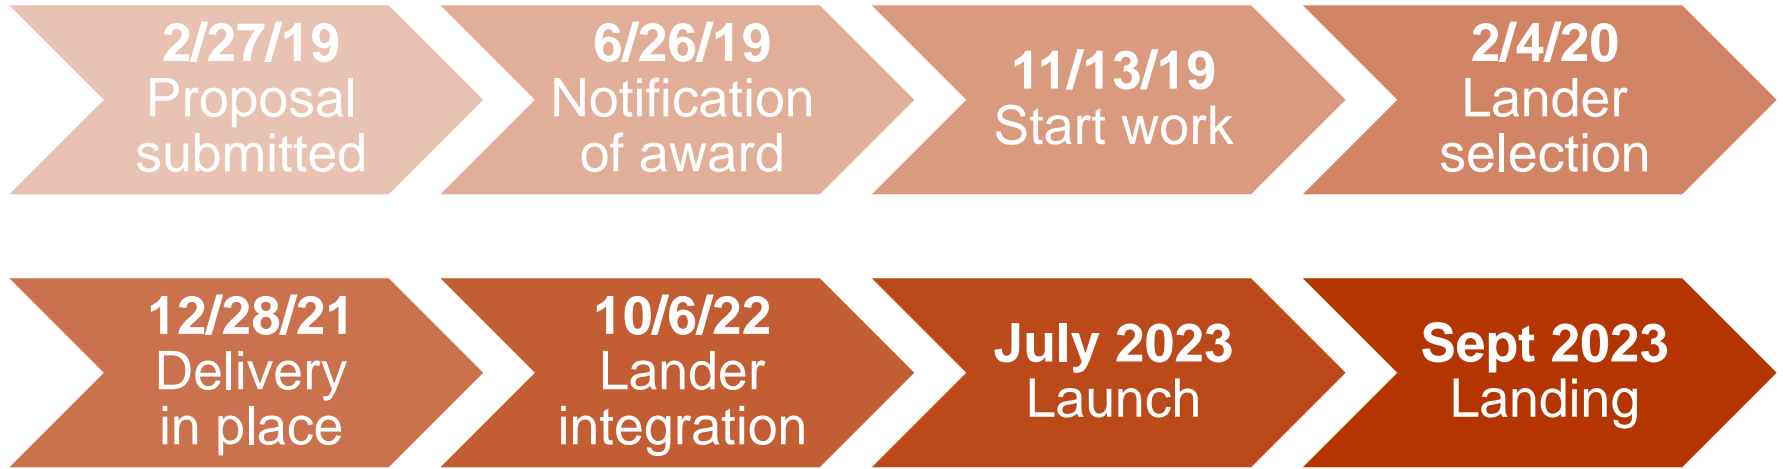 2/27/19
Proposal
submitted
6/26/19
Notification
of award
11/13/19
Start work
2/4/20
Lander
selection
12/28/21
Delivery
in place
10/6/22
Lander
integration
July 2023
Launch
Sept 2023
Landing